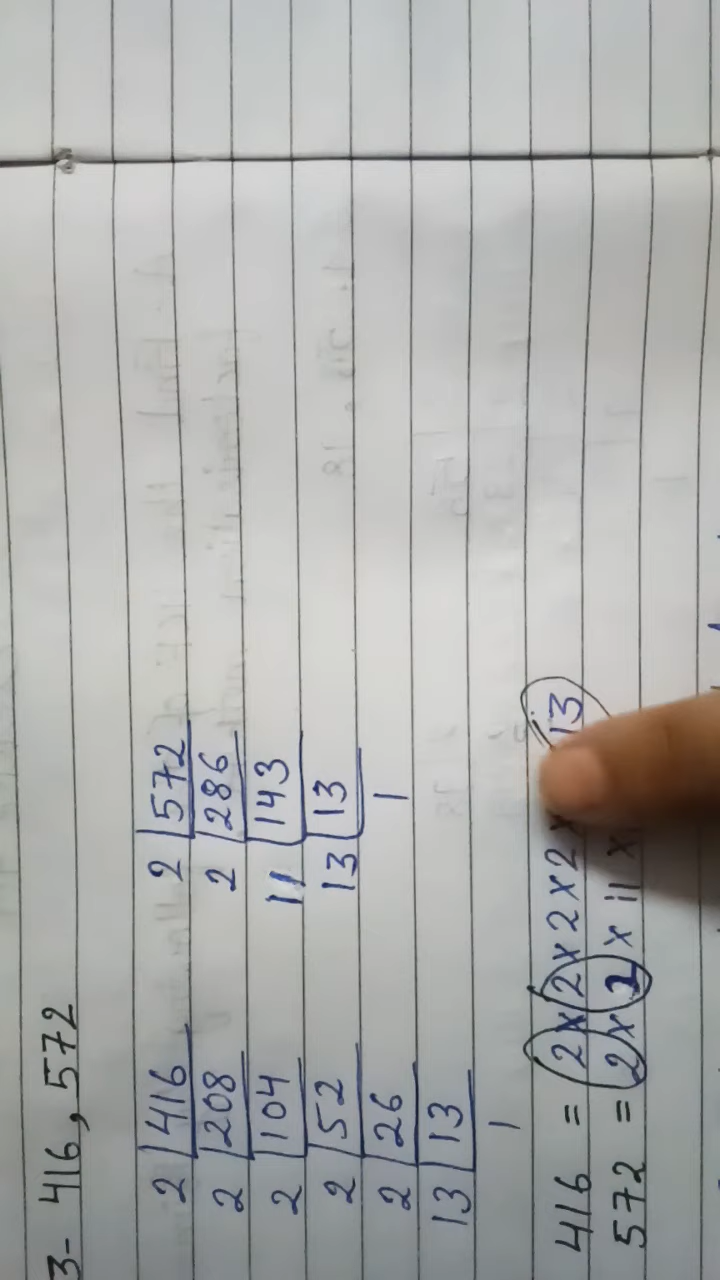 3- 416, 572
2 416 2 572
2 208 2 286
2 104 11 143
2 52 13 13
2 26 1
13 13
1
416 = 2 x 2 x 2 x 2 x 13
572 = 2 x 2 x 11 x